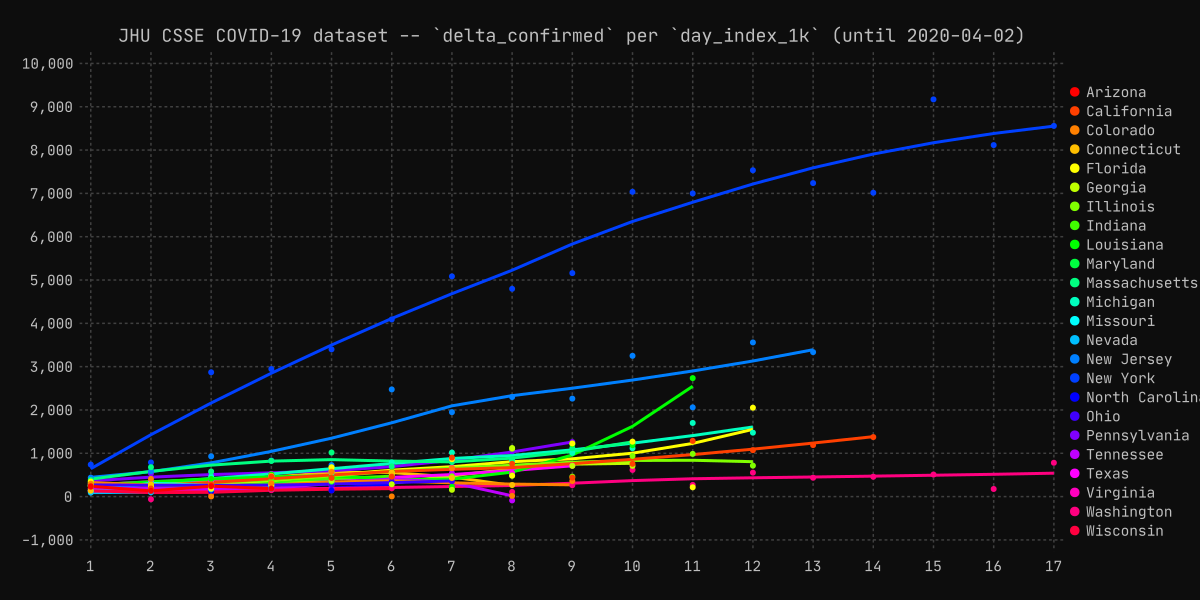 JHU CSSE COVID-19 dataset -- `delta_confirmed` per `day_index_1k` (until 2020-04-02)
10,000
9,000
8,000
7,000
6,000
5,000
4,000
3,000
2,000
1,000
0
-1,000
1 2 3 4 5 6 7 8 9 10 11 12 13 14 15 16 17
Arizona
California
Colorado
Connecticut
Florida
Georgia
Illinois
Indiana
Louisiana
Maryland
Massachusetts
Michigan
Missouri
Nevada
New Jersey
New York
North Carolin
Ohio
Pennsylvania
Tennessee
Texas
Virginia
Washington
Wisconsin